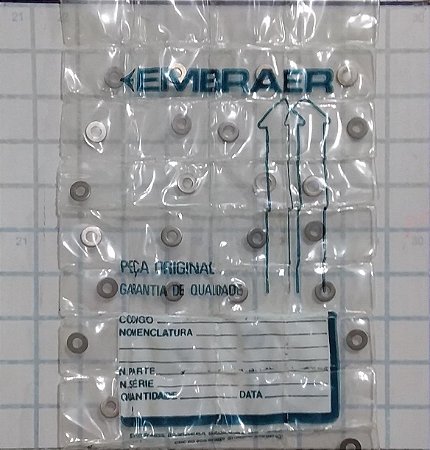 EMBRAER
PEÇA ORIGINAL
GARANTIA DE QUALIDADE
CÓDIGO
NOMENCLATURA
N.PARTE
N.SÉRIE
QUANTIDADE DATA